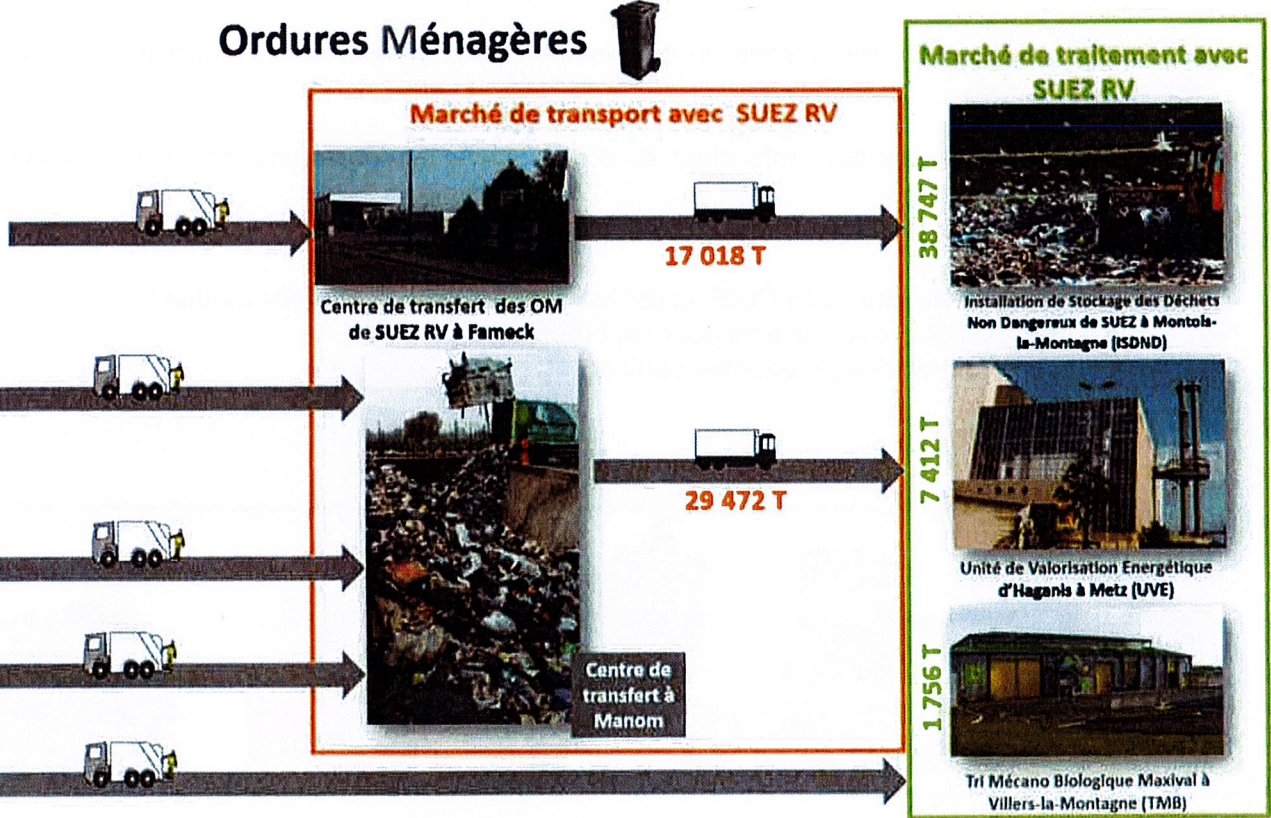 Ordures Ménagères
Marché de transport avec SUEZ RV
17 018 T
Centre de transfert des OM
de SUEZ RV à Fameck
29 472 T
Centre de
transfert à
Manom
Marché de traitement avec
SUEZ RV
38 747 T
Installation de Stockage des Déchets
Non Dangereux de SUEZ à Montois-
la-Montagne (ISDND)
7 412 T
Unité de Valorisation Energétique
d'Haganis à Metz (UVE)
1 756 T
Tri Mécano Biologique Maxival à
Villers-la-Montagne (TMB)